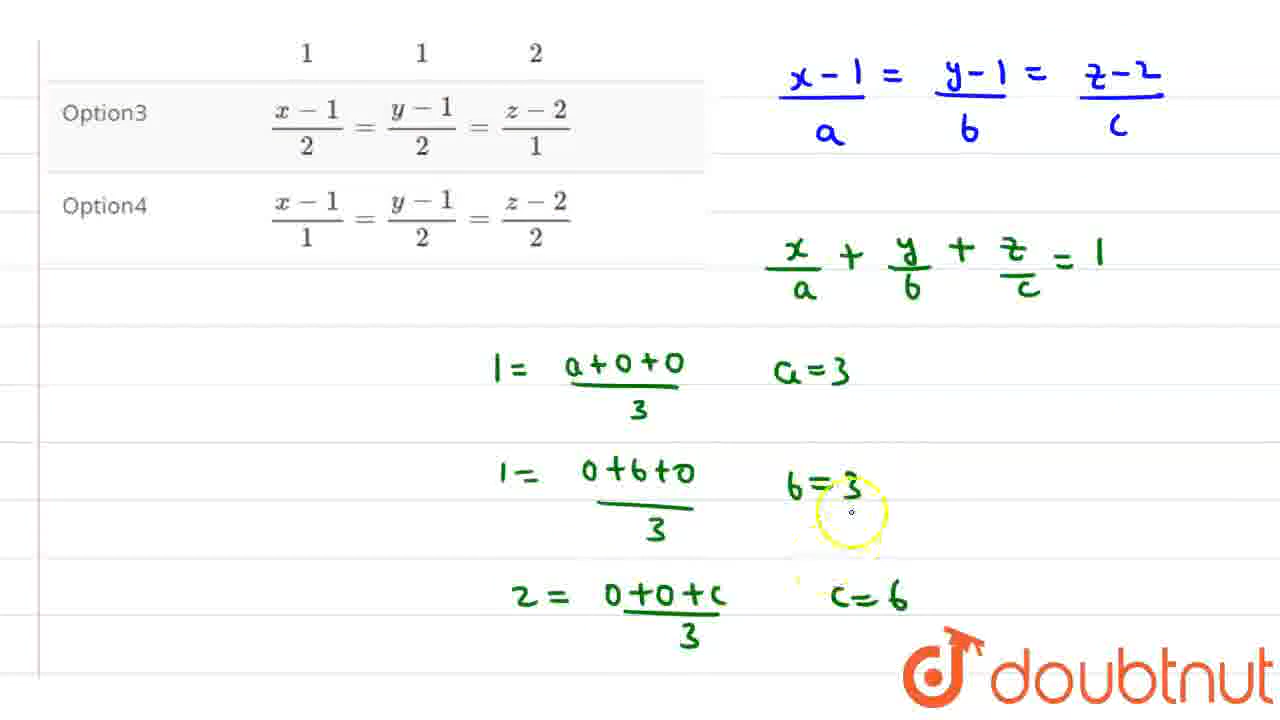 1 1 2
Option3 x − 1 / 2 = y − 1 / 2 = z − 2 / 1
Option4 x − 1 / 1 = y − 1 / 2 = z − 2 / 2
x − 1 / a = y − 1 / b = z − 2 / c
x / a + y / b + z / c = 1
1 = a + 0 + 0 / 3 a = 3
1 = 0 + b + 0 / 3 b = 3
2 = 0 + 0 + c / 3 c = 6
doubtnut